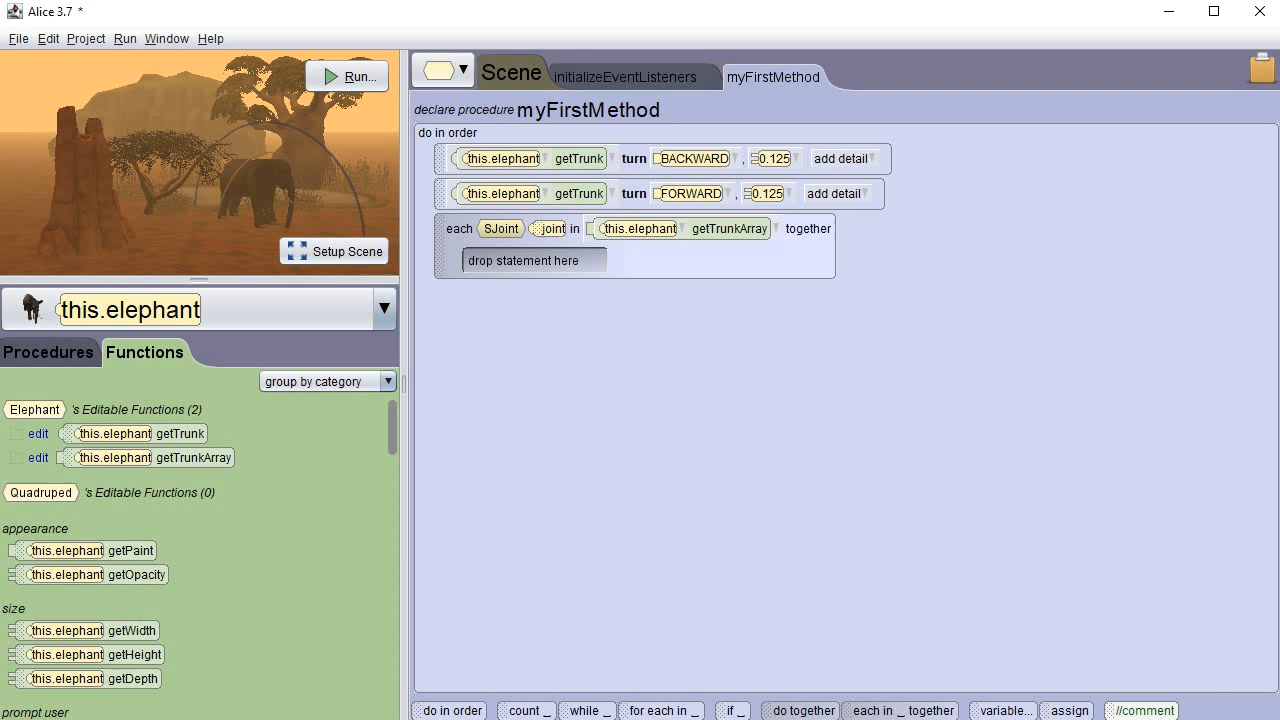 Alice 3.7 *
File Edit Project Run Window Help
Run...
Setup Scene
this.elephant
Procedures Functions
group by category
Elephant 's Editable Functions (2)
edit this.elephant getTrunk
edit this.elephant getTrunkArray
Quadruped 's Editable Functions (0)
appearance
this.elephant getPaint
this.elephant getOpacity
size
this.elephant getWidth
this.elephant getHeight
this.elephant getDepth
prompt user
Scene initializeEventListeners myFirstMethod
declare procedure myFirstMethod
do in order
this.elephant getTrunk turn BACKWARD , 0.125 add detail
this.elephant getTrunk turn FORWARD , 0.125 add detail
each SJoint joint in this.elephant getTrunkArray together
drop statement here
do in order count _ while _ for each in _ if _ do together each in _ together variable... assign //comment